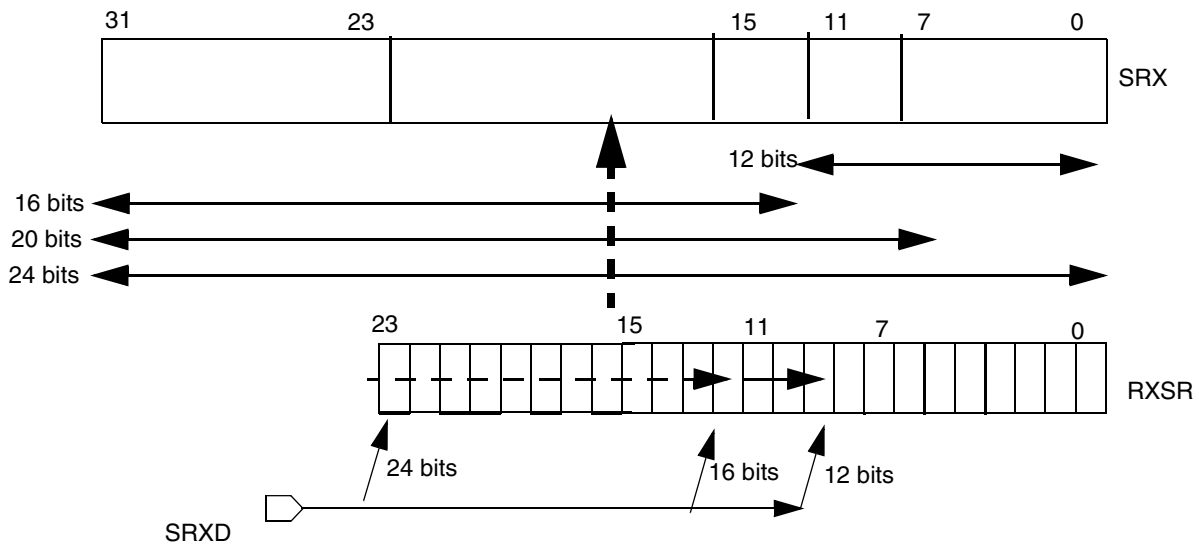 31 23 15 11 7 0
SRX
12 bits
16 bits
20 bits
24 bits
23 15 11 7 0
RXSR
24 bits 16 bits 12 bits
SRXD